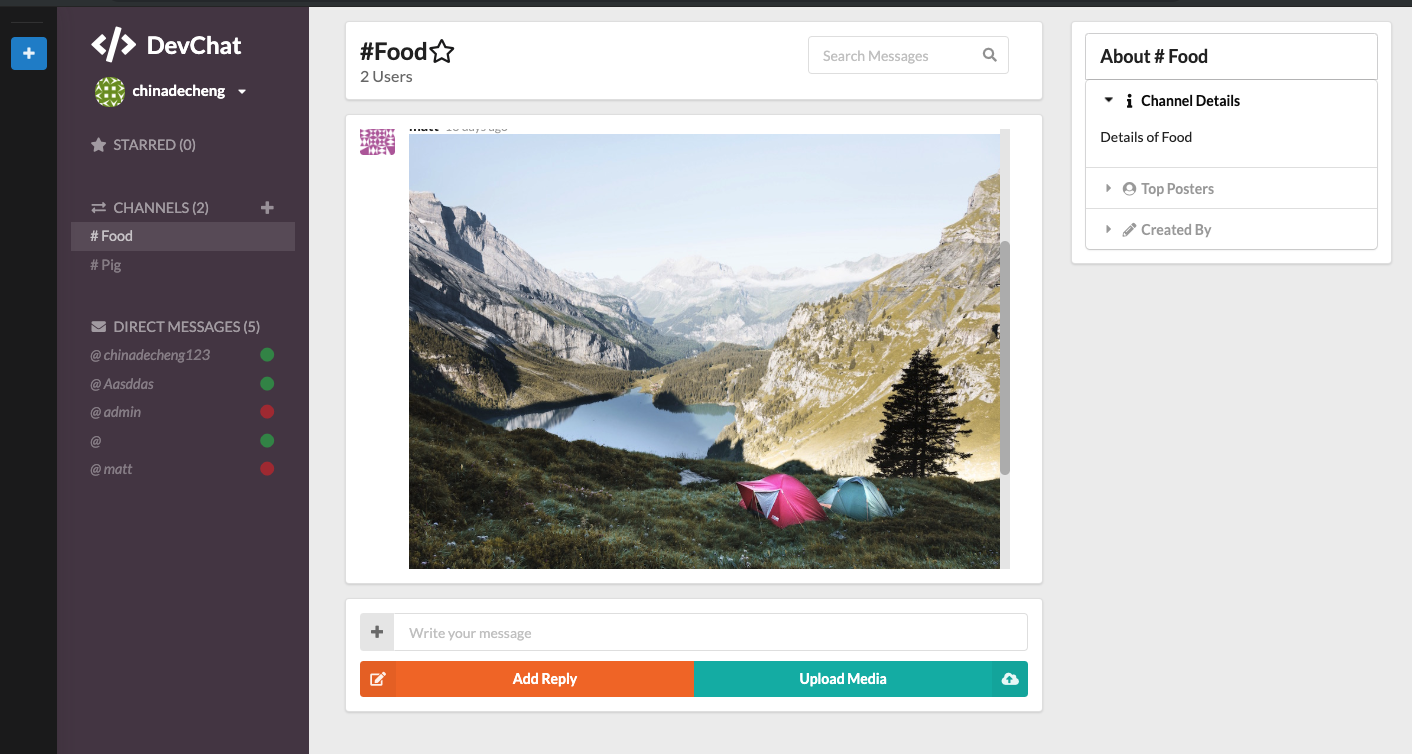 DevChat
chinadecheng
STARRED (0)
CHANNELS (2)
# Food
# Pig
DIRECT MESSAGES (5)
@ chinadecheng123
@ Aasddas
@ admin
@
@ matt
#Food
2 Users
Search Messages
matt
days ago
Write your message
Add Reply
Upload Media
About # Food
Channel Details
Details of Food
Top Posters
Created By